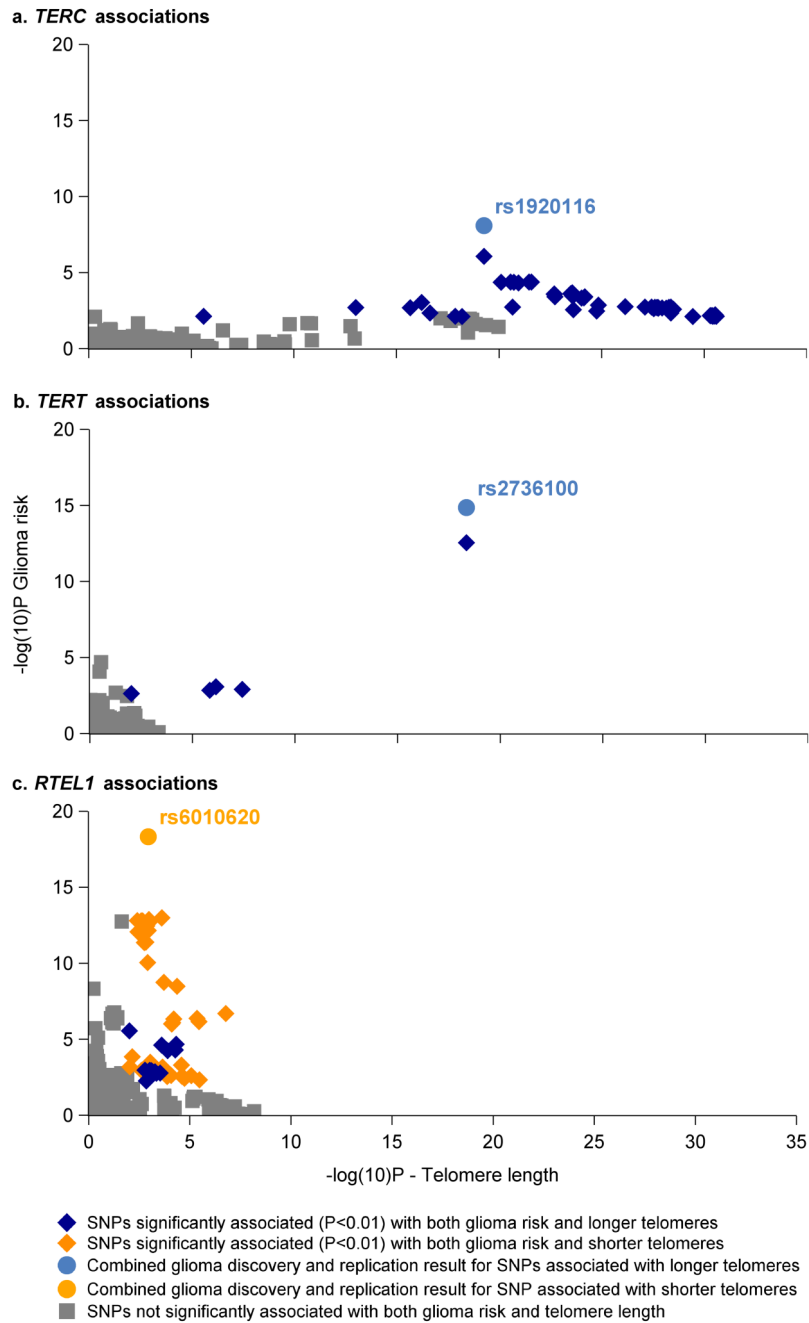 a. TERC associations
20
15
10
5
0
rs1920116
b. TERT associations
20
15
10
5
0
rs2736100
-log(10)P Glioma risk
c. RTEL1 associations
20
15
10
5
0
rs6010620
0 5 10 15 20 25 30 35
-log(10)P - Telomere length
SNPs significantly associated (P<0.01) with both glioma risk and longer telomeres
SNPs significantly associated (P<0.01) with both glioma risk and shorter telomeres
Combined glioma discovery and replication result for SNPs associated with longer telomeres
Combined glioma discovery and replication result for SNP associated with shorter telomeres
SNPs not significantly associated with both glioma risk and telomere length